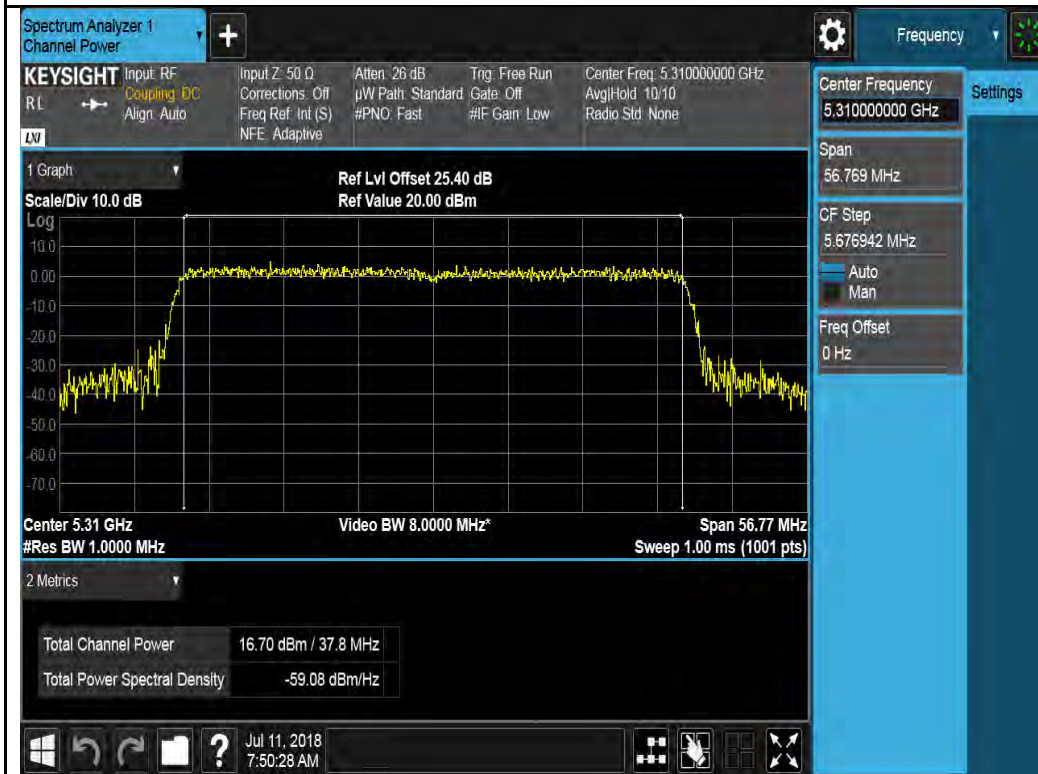 Spectrum Analyzer 1
Channel Power
Frequency
KEYSIGHT
RL
LXI
Input: RF
Coupling: DC
Align: Auto
Input Z: 50 Ω
Corrections: Off
Freq Ref: Int (S)
NFE: Adaptive
Atten: 26 dB
µW Path: Standard
#PNO: Fast
Trig: Free Run
Gate: Off
#IF Gain: Low
Center Freq: 5.310000000 GHz
Avg|Hold: 10/10
Radio Std: None
Center Frequency
5.310000000 GHz
Settings
Span
56.769 MHz
CF Step
5.676942 MHz
Auto
Man
Freq Offset
0 Hz
1 Graph
Scale/Div 10.0 dB
Ref Lvl Offset 25.40 dB
Ref Value 20.00 dBm
Log
10.0
0.00
-10.0
-20.0
-30.0
-40.0
-50.0
-60.0
-70.0
Center 5.31 GHz
#Res BW 1.0000 MHz
Video BW 8.0000 MHz*
Span 56.77 MHz
Sweep 1.00 ms (1001 pts)
2 Metrics
Total Channel Power 16.70 dBm / 37.8 MHz
Total Power Spectral Density -59.08 dBm/Hz
?
Jul 11, 2018
7:50:28 AM